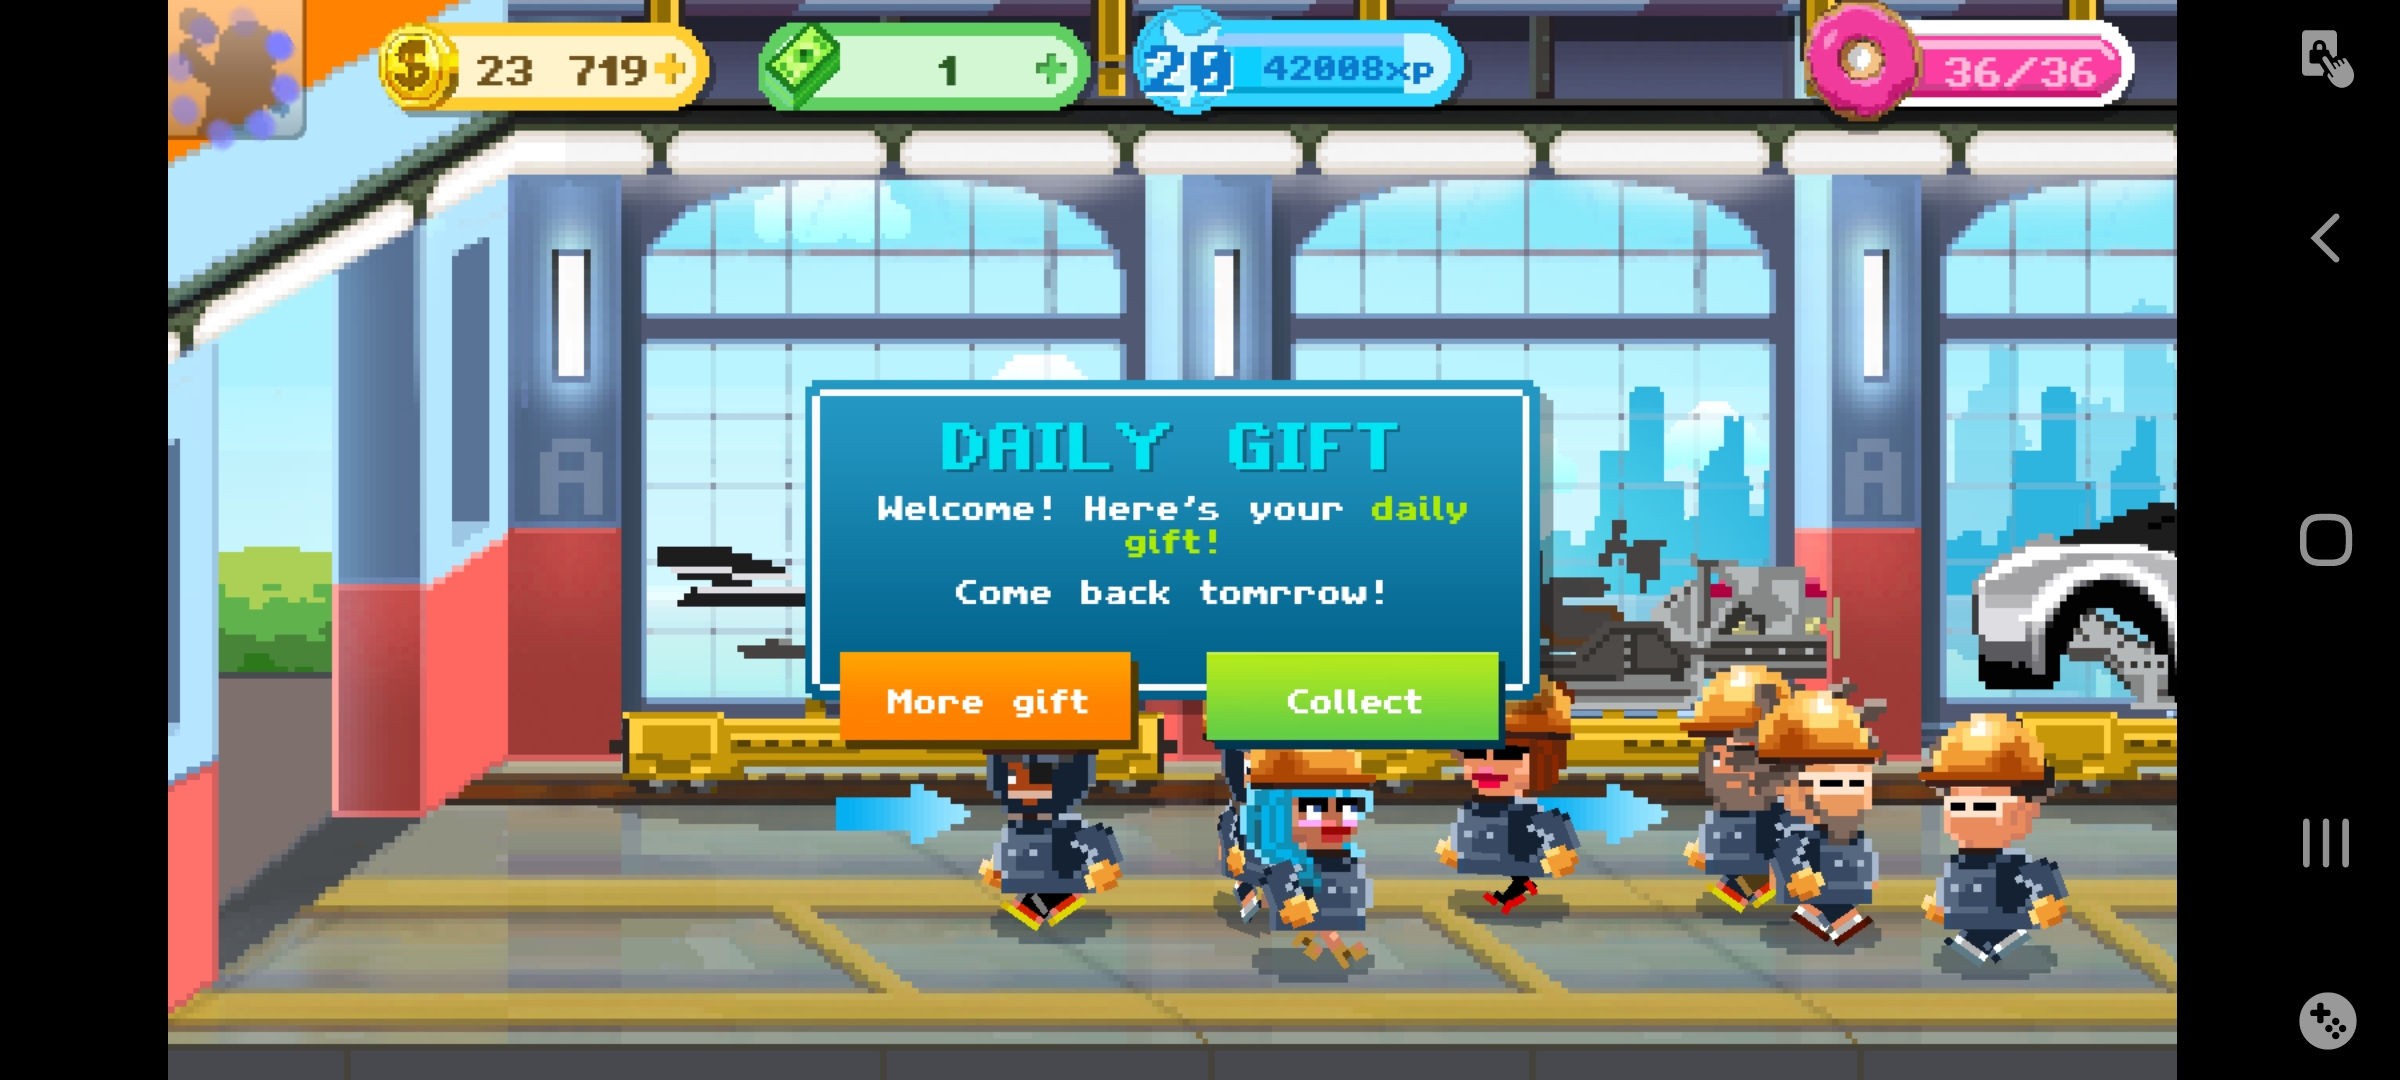 23 719
1
20 42008xp
36/36
A
A
DAILY GIFT
Welcome! Here's your daily
gift!
Come back tomrrow!
More gift
Collect